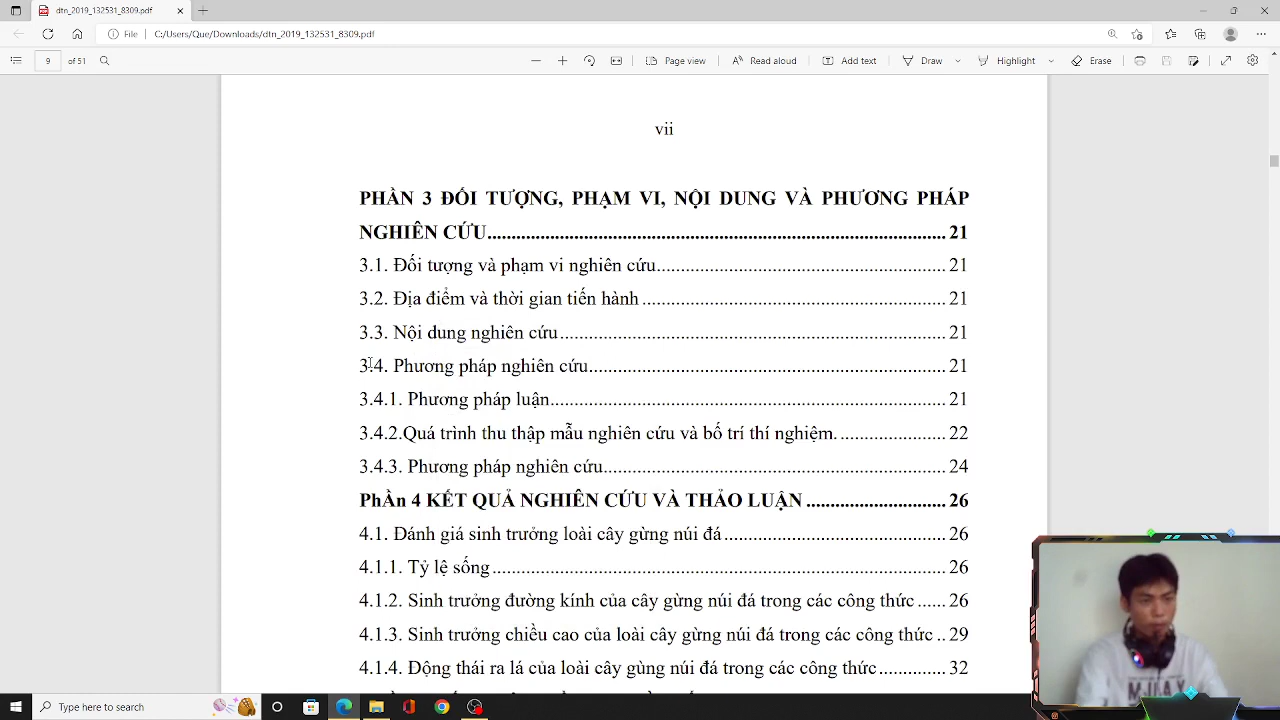 dtn_2019_132531_8309.pdf
File C:/Users/Que/Downloads/dtn_2019_132531_8309.pdf
9 of 51 Page view Read aloud Add text Draw Highlight Erase
vii
PHẦN 3 ĐỐI TƯỢNG, PHẠM VI, NỘI DUNG VÀ PHƯƠNG PHÁP
NGHIÊN CỨU 21
3.1. Đối tượng và phạm vi nghiên cứu 21
3.2. Địa điểm và thời gian tiến hành 21
3.3. Nội dung nghiên cứu 21
3.4. Phương pháp nghiên cứu 21
3.4.1. Phương pháp luận 21
3.4.2.Quá trình thu thập mẫu nghiên cứu và bố trí thí nghiệm. 22
3.4.3. Phương pháp nghiên cứu 24
PhẦn 4 KẾT QUẢ NGHIÊN CỨU VÀ THẢO LUẬN 26
4.1. Đánh giá sinh trưởng loài cây gừng núi đá 26
4.1.1. Tỷ lệ sống 26
4.1.2. Sinh trưởng đường kính của cây gừng núi đá trong các công thức 26
4.1.3. Sinh trưởng chiều cao của loài cây gừng núi đá trong các công thức 29
4.1.4. Động thái ra lá của loài cây gùng núi đá trong các công thức 32
Type here to search